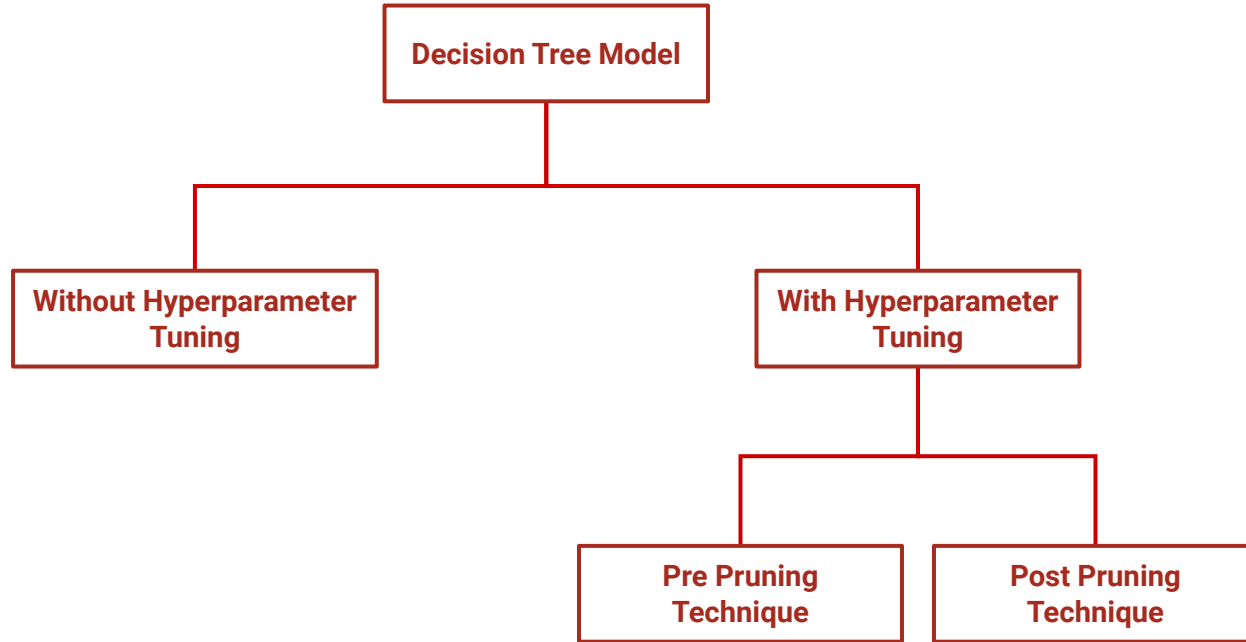 Decision Tree Model
Without Hyperparameter
Tuning
With Hyperparameter
Tuning
Pre Pruning
Technique
Post Pruning
Technique